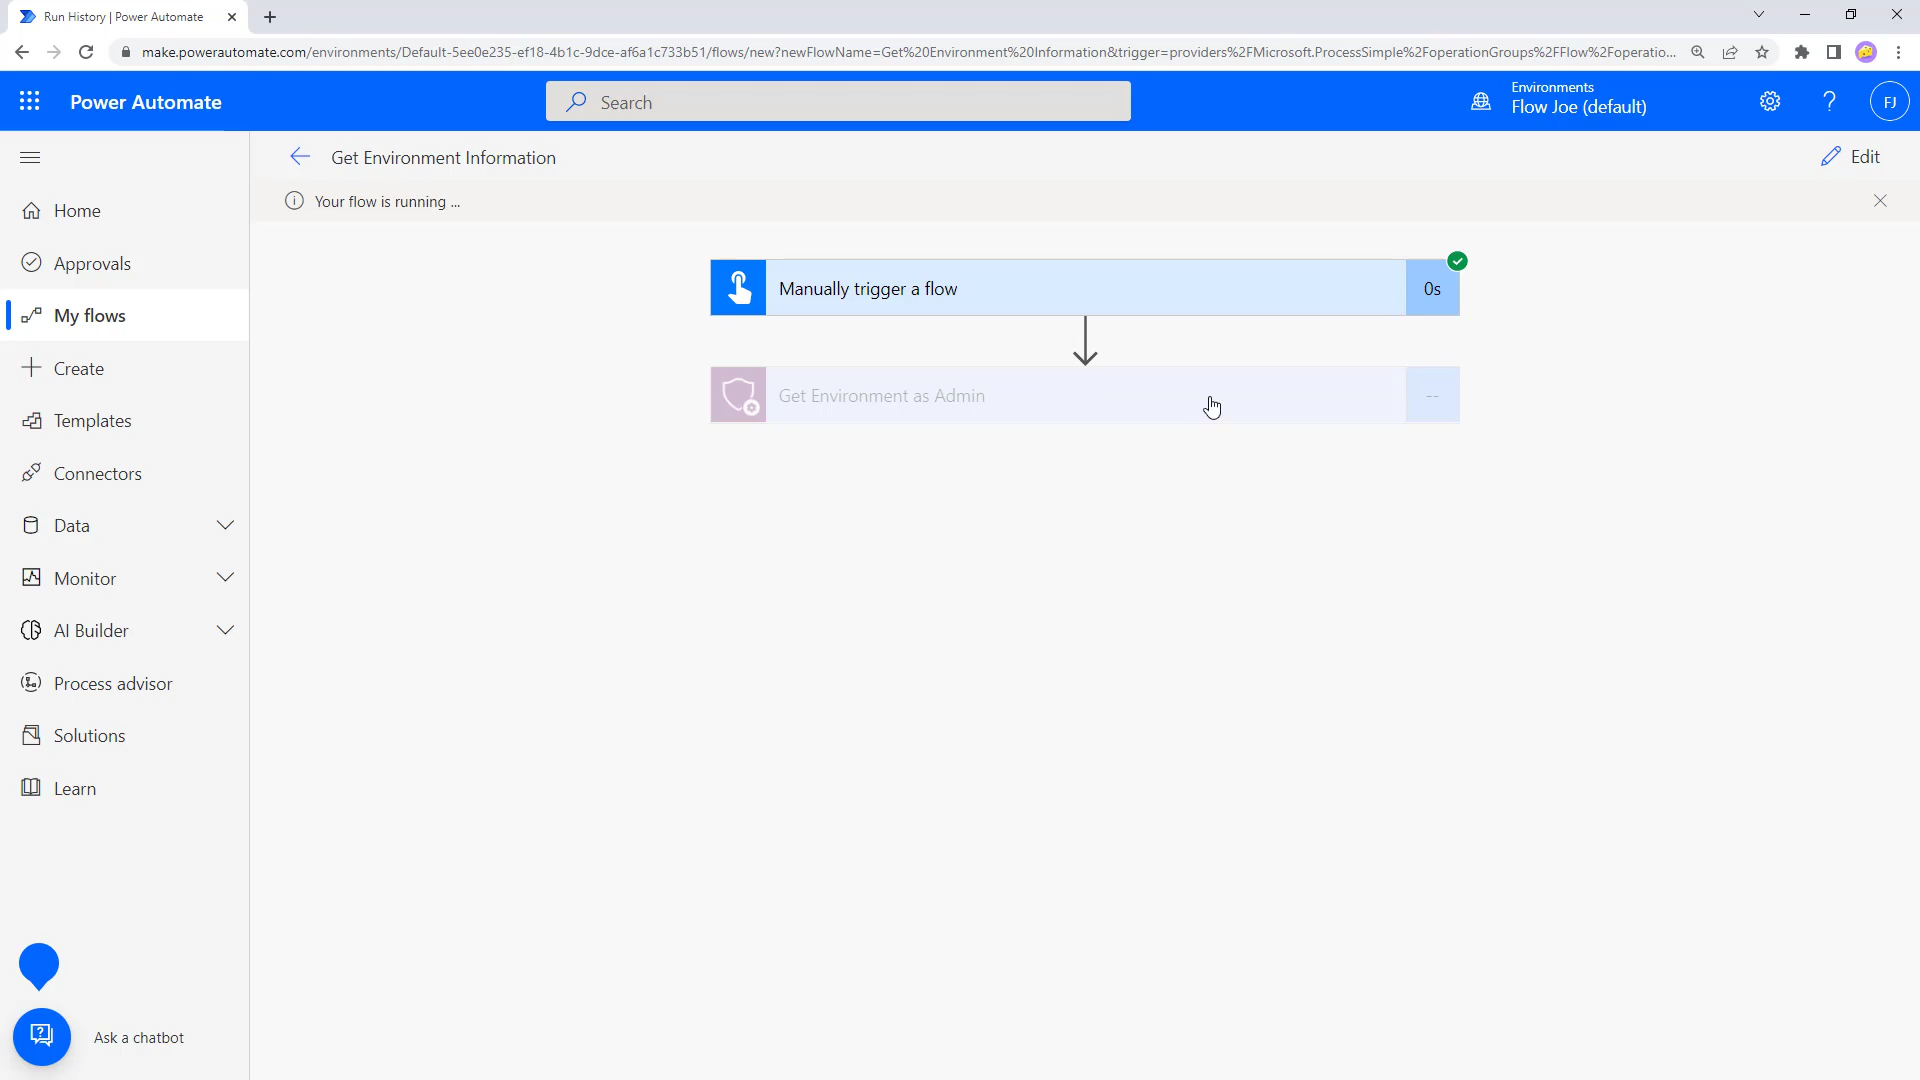 Run History | Power Automate
make.powerautomate.com/environments/Default-5ee0e235-ef18-4b1c-9dce-af6a1c733b51/flows/new?newFlowName=Get%20Environment%20Information&trigger=providers%2FMicrosoft.ProcessSimple%2FoperationGroups%2FFlow%2Foperatio...
Power Automate
Search
Environments
Flow Joe (default)
?
FJ
Get Environment Information
Edit
Your flow is running ...
Home
Approvals
My flows
Create
Templates
Connectors
Data
Monitor
AI Builder
Process advisor
Solutions
Learn
Manually trigger a flow
0s
Get Environment as Admin
--
Ask a chatbot